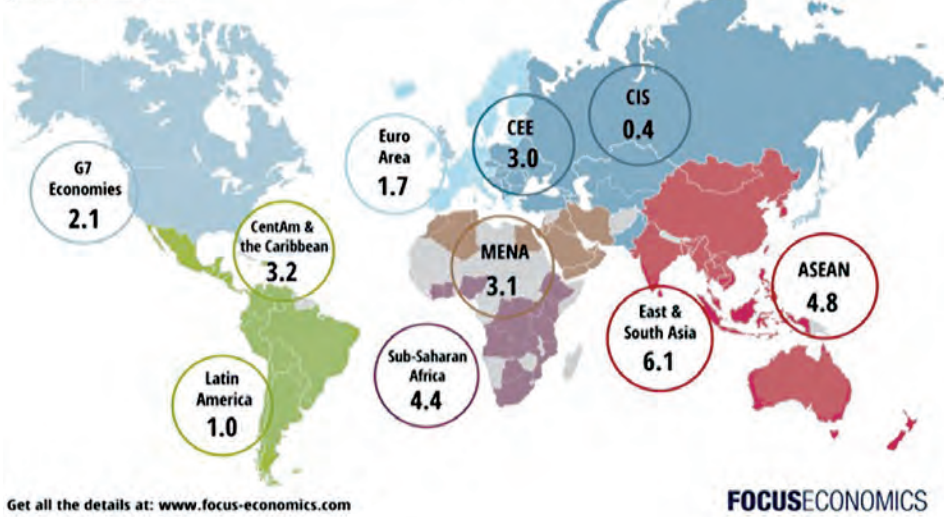 CIS
0.4
CEE
3.0
Euro
Area
1.7
G7
Economies
2.1
CentAm &
the Caribbean
3.2
MENA
3.1
ASEAN
4.8
East &
South Asia
6.1
Sub-Saharan
Africa
4.4
Latin
America
1.0
Get all the details at: www.focus-economics.com
FOCUSECONOMICS